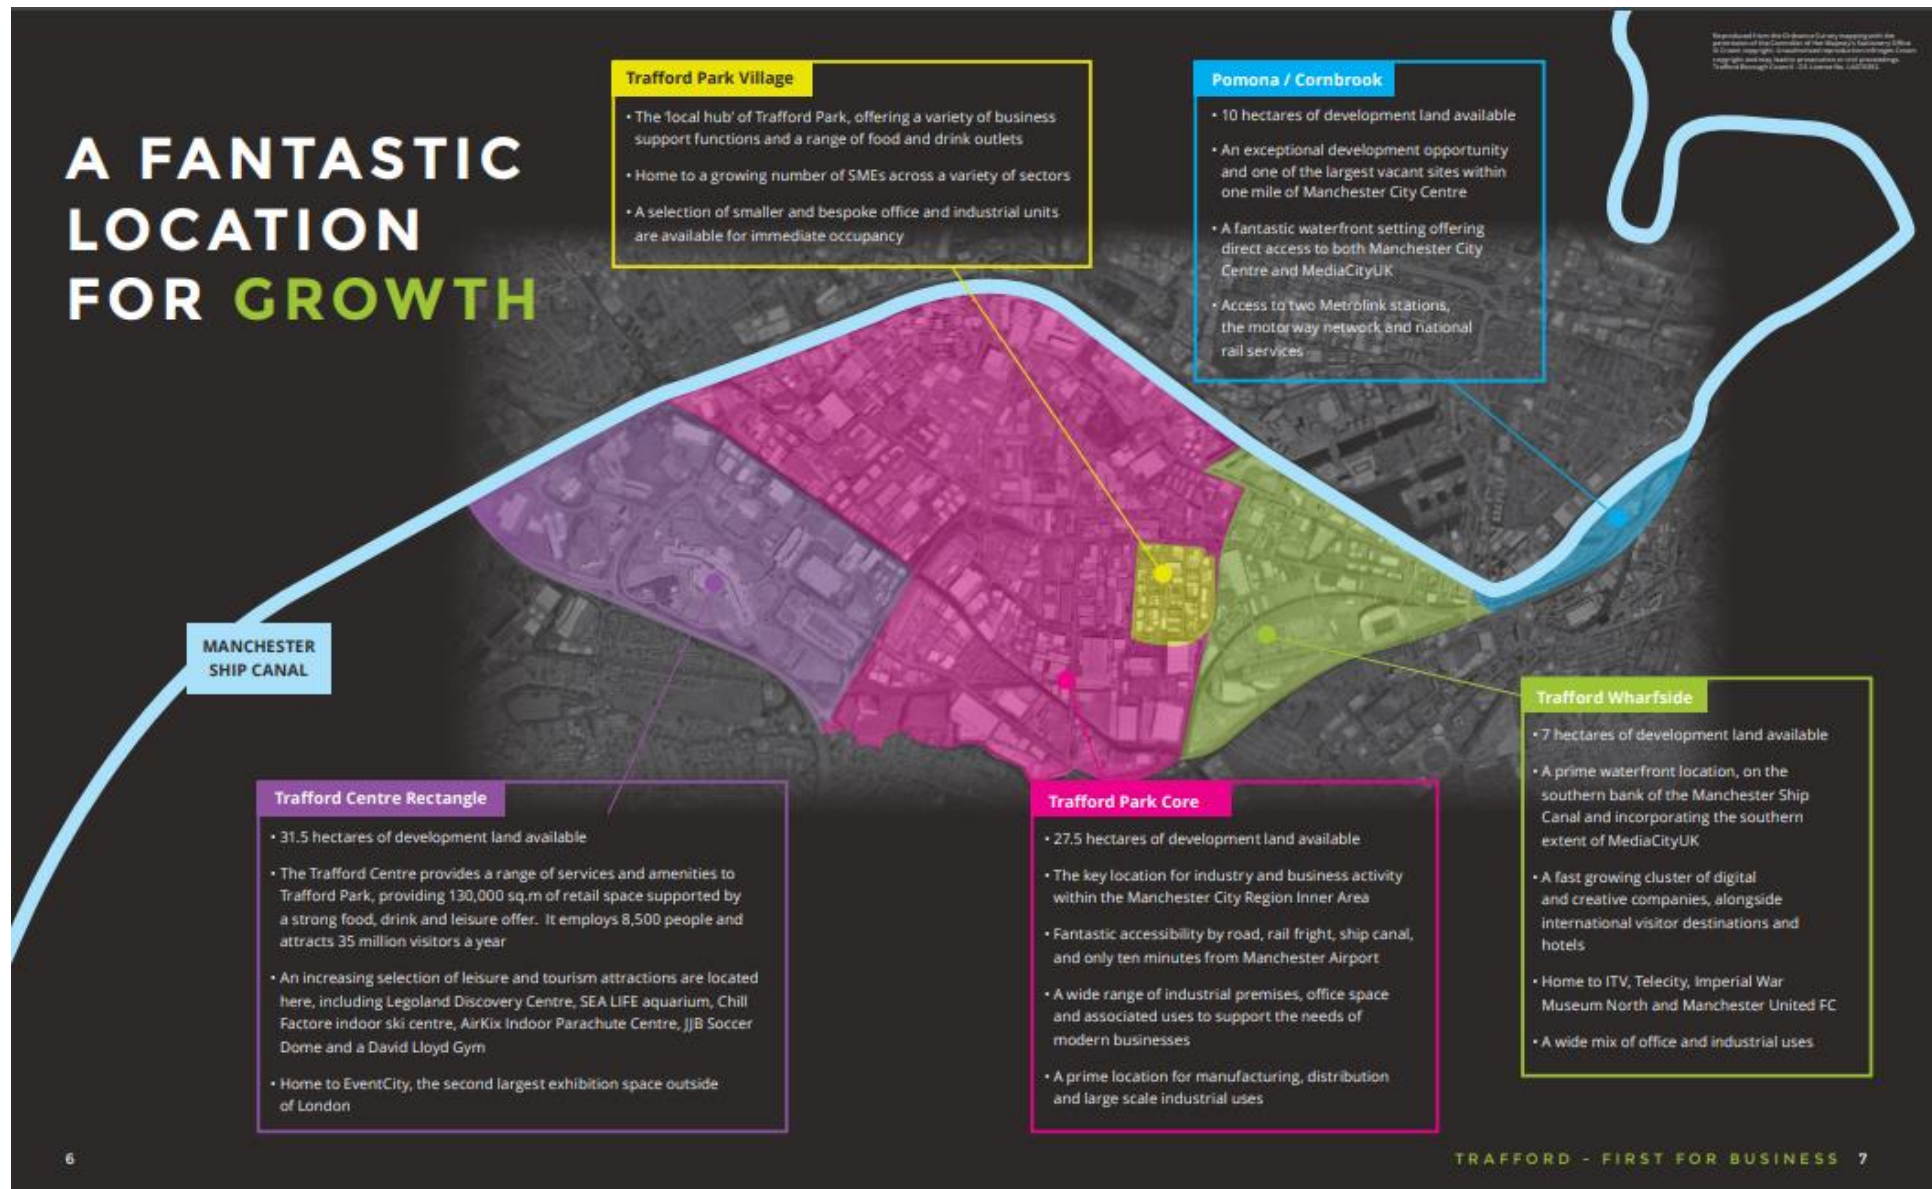 A FANTASTIC
LOCATION
FOR GROWTH
Trafford Park Village
• The 'local hub' of Trafford Park, offering a variety of business
support functions and a range of food and drink outlets
• Home to a growing number of SMEs across a variety of sectors
• A selection of smaller and bespoke office and industrial units
are available for immediate occupancy
Pomona / Cornbrook
• 10 hectares of development land available
• An exceptional development opportunity
and one of the largest vacant sites within
one mile of Manchester City Centre
• A fantastic waterfront setting offering
direct access to both Manchester City
Centre and MediaCityUK
• Access to two Metrolink stations,
the motorway network and national
rail services
MANCHESTER
SHIP CANAL
Trafford Centre Rectangle
• 31.5 hectares of development land available
• The Trafford Centre provides a range of services and amenities to
Trafford Park, providing 130,000 sq.m of retail space supported by
a strong food, drink and leisure offer. It employs 8,500 people and
attracts 35 million visitors a year
• An increasing selection of leisure and tourism attractions are located
here, including Legoland Discovery Centre, SEA LIFE aquarium, Chill
Factore indoor ski centre, AirKix Indoor Parachute Centre, JJB Soccer
Dome and a David Lloyd Gym
• Home to EventCity, the second largest exhibition space outside
of London
Trafford Park Core
• 27.5 hectares of development land available
• The key location for industry and business activity
within the Manchester City Region Inner Area
• Fantastic accessibility by road, rail fright, ship canal,
and only ten minutes from Manchester Airport
• A wide range of industrial premises, office space
and associated uses to support the needs of
modern businesses
• A prime location for manufacturing, distribution
and large scale industrial uses
Trafford Wharfside
• 7 hectares of development land available
• A prime waterfront location, on the
southern bank of the Manchester Ship
Canal and incorporating the southern
extent of MediaCityUK
• A fast growing cluster of digital
and creative companies, alongside
international visitor destinations and
hotels
• Home to ITV, Telecity, Imperial War
Museum North and Manchester United FC
• A wide mix of office and industrial uses
6
TRAFFORD - FIRST FOR BUSINESS 7